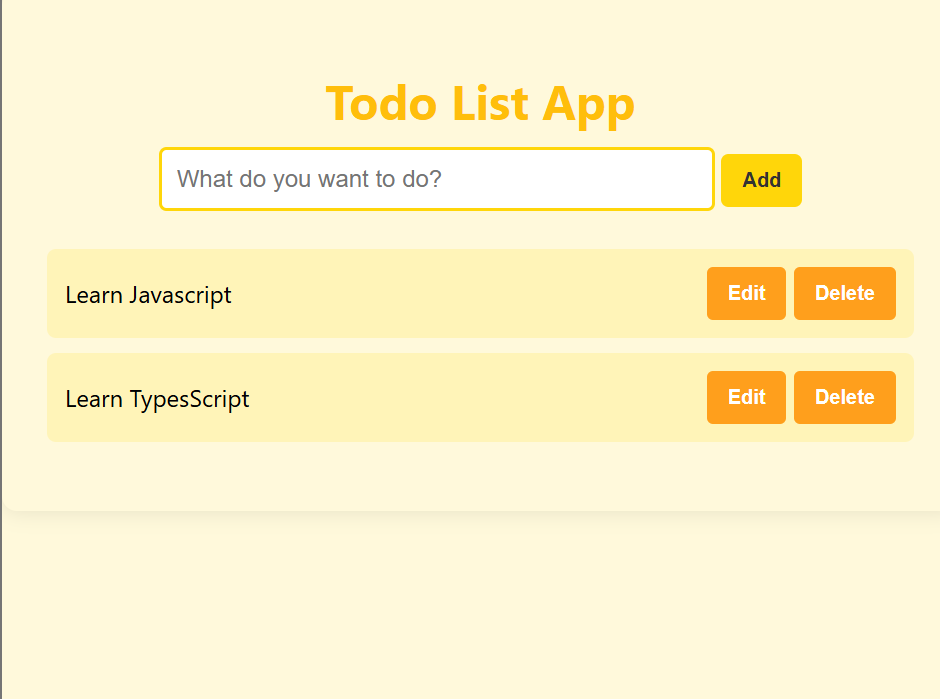 Todo List App
What do you want to do? Add
Learn Javascript Edit Delete
Learn TypesScript Edit Delete